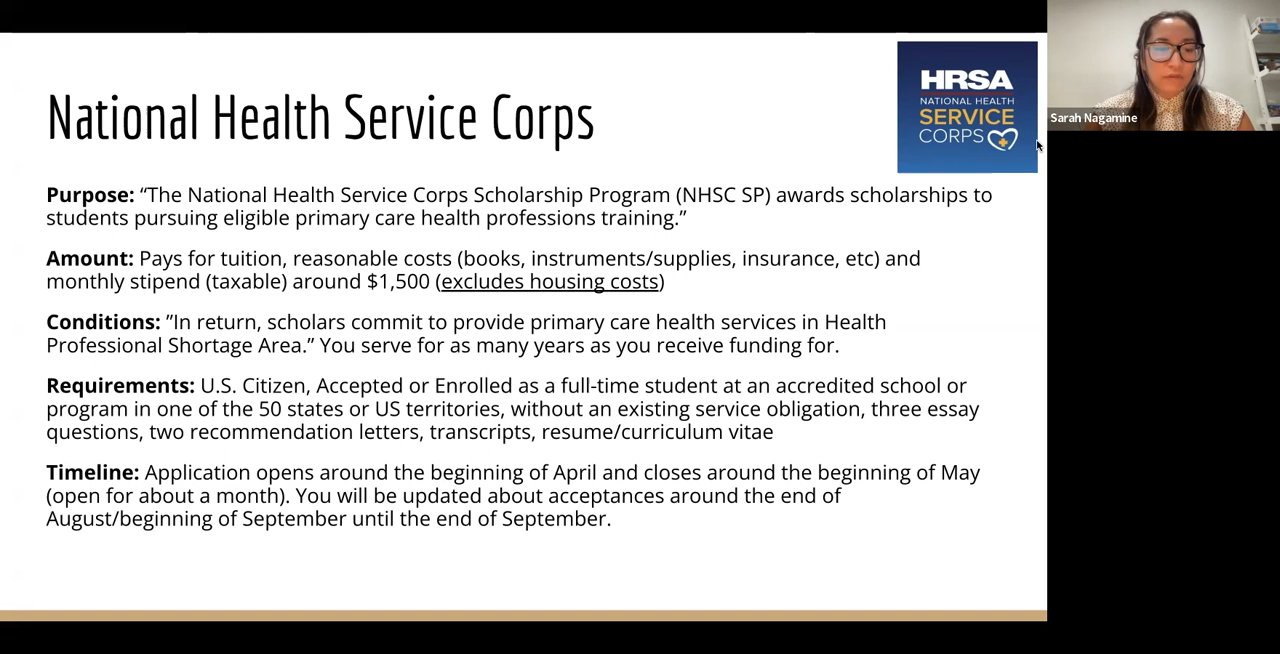 HRSA
NATIONAL HEALTH
SERVICE
CORPS
Sarah Nagamine
National Health Service Corps
Purpose: “The National Health Service Corps Scholarship Program (NHSC SP) awards scholarships to
students pursuing eligible primary care health professions training.”
Amount: Pays for tuition, reasonable costs (books, instruments/supplies, insurance, etc) and
monthly stipend (taxable) around $1,500 (excludes housing costs)
Conditions: ”In return, scholars commit to provide primary care health services in Health
Professional Shortage Area.” You serve for as many years as you receive funding for.
Requirements: U.S. Citizen, Accepted or Enrolled as a full-time student at an accredited school or
program in one of the 50 states or US territories, without an existing service obligation, three essay
questions, two recommendation letters, transcripts, resume/curriculum vitae
Timeline: Application opens around the beginning of April and closes around the beginning of May
(open for about a month). You will be updated about acceptances around the end of
August/beginning of September until the end of September.